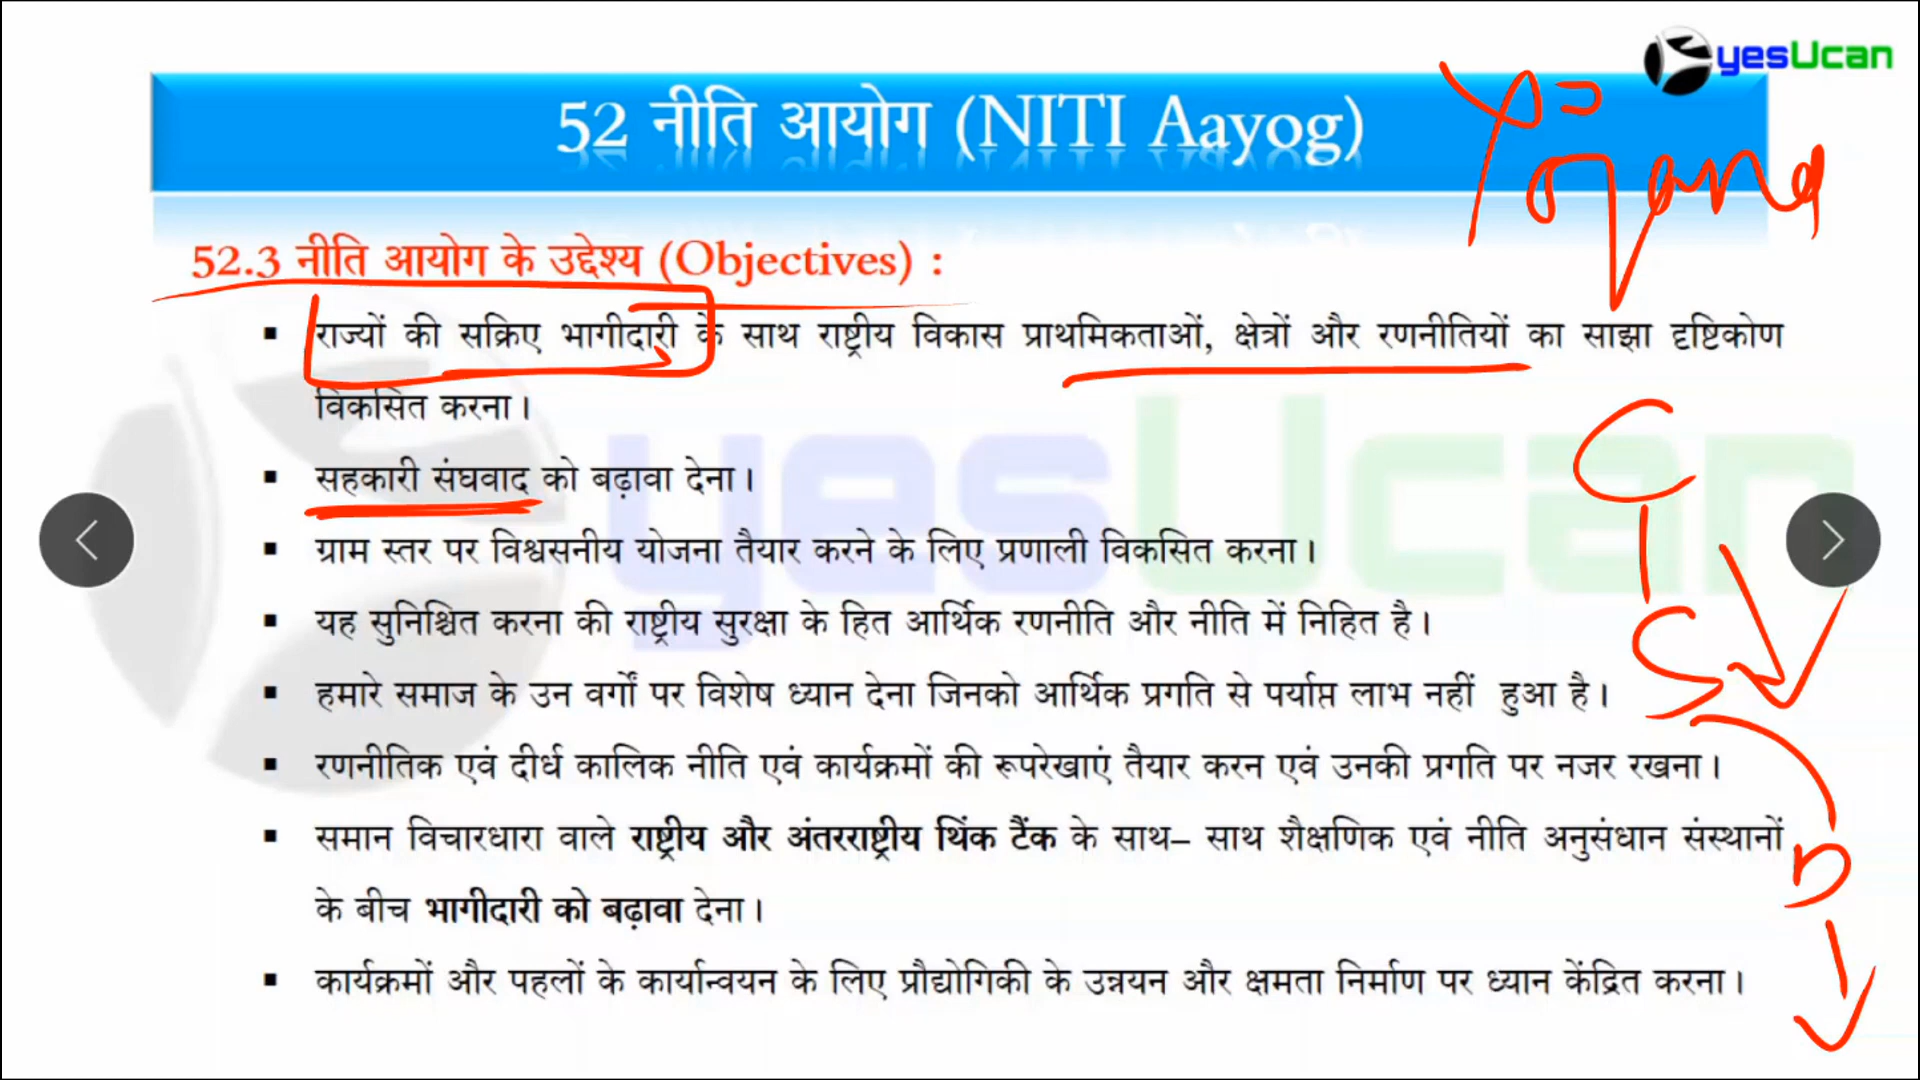 yesUcan
52 नीति आयोग (NITI Aayog)
Yojana
52.3 नीति आयोग के उद्देश्य (Objectives) :
▪ राज्यों की सक्रिए भागीदारी के साथ राष्ट्रीय विकास प्राथमिकताओं, क्षेत्रों और रणनीतियों का साझा दृष्टिकोण
विकसित करना।
▪ सहकारी संघवाद को बढ़ावा देना।
▪ ग्राम स्तर पर विश्वसनीय योजना तैयार करने के लिए प्रणाली विकसित करना।
▪ यह सुनिश्चित करना की राष्ट्रीय सुरक्षा के हित आर्थिक रणनीति और नीति में निहित है।
▪ हमारे समाज के उन वर्गों पर विशेष ध्यान देना जिनको आर्थिक प्रगति से पर्याप्त लाभ नहीं हुआ है।
▪ रणनीतिक एवं दीर्ध कालिक नीति एवं कार्यक्रमों की रूपरेखाएं तैयार करन एवं उनकी प्रगति पर नजर रखना।
▪ समान विचारधारा वाले राष्ट्रीय और अंतरराष्ट्रीय थिंक टैंक के साथ– साथ शैक्षणिक एवं नीति अनुसंधान संस्थानों
के बीच भागीदारी को बढ़ावा देना।
▪ कार्यक्रमों और पहलों के कार्यान्वयन के लिए प्रौद्योगिकी के उन्नयन और क्षमता निर्माण पर ध्यान केंद्रित करना।
yesUcan
C
S
D